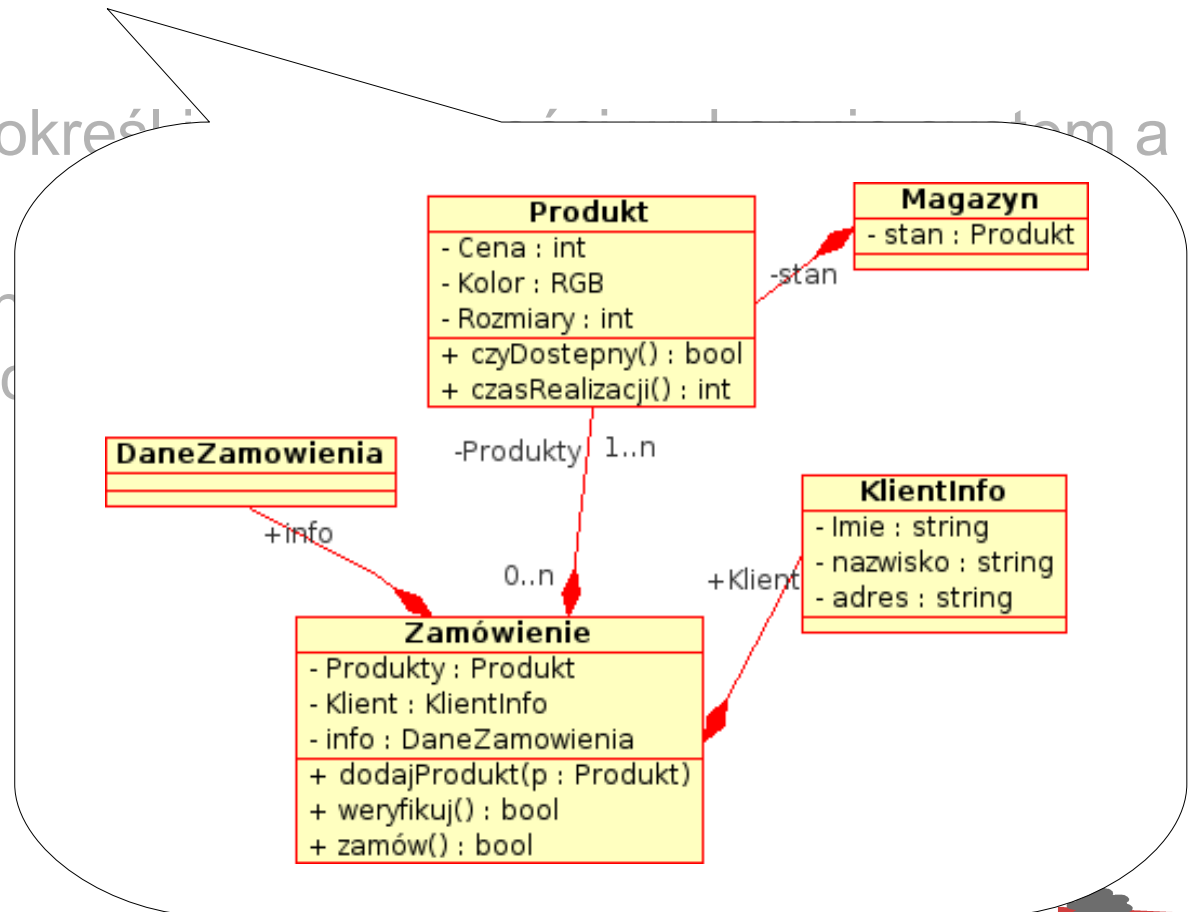 a
Produkt
- Cena : int
- Kolor : RGB
- Rozmiary : int
+ czyDostepny() : bool
+ czasRealizacji() : int
Magazyn
- stan : Produkt
-stan
-Produkty
1..n
0..n
DaneZamowienia
+info
KlientInfo
- Imie : string
- nazwisko : string
- adres : string
+Klient
Zamówienie
- Produkty : Produkt
- Klient : KlientInfo
- info : DaneZamowienia
+ dodajProdukt(p : Produkt)
+ weryfikuj() : bool
+ zamów() : bool